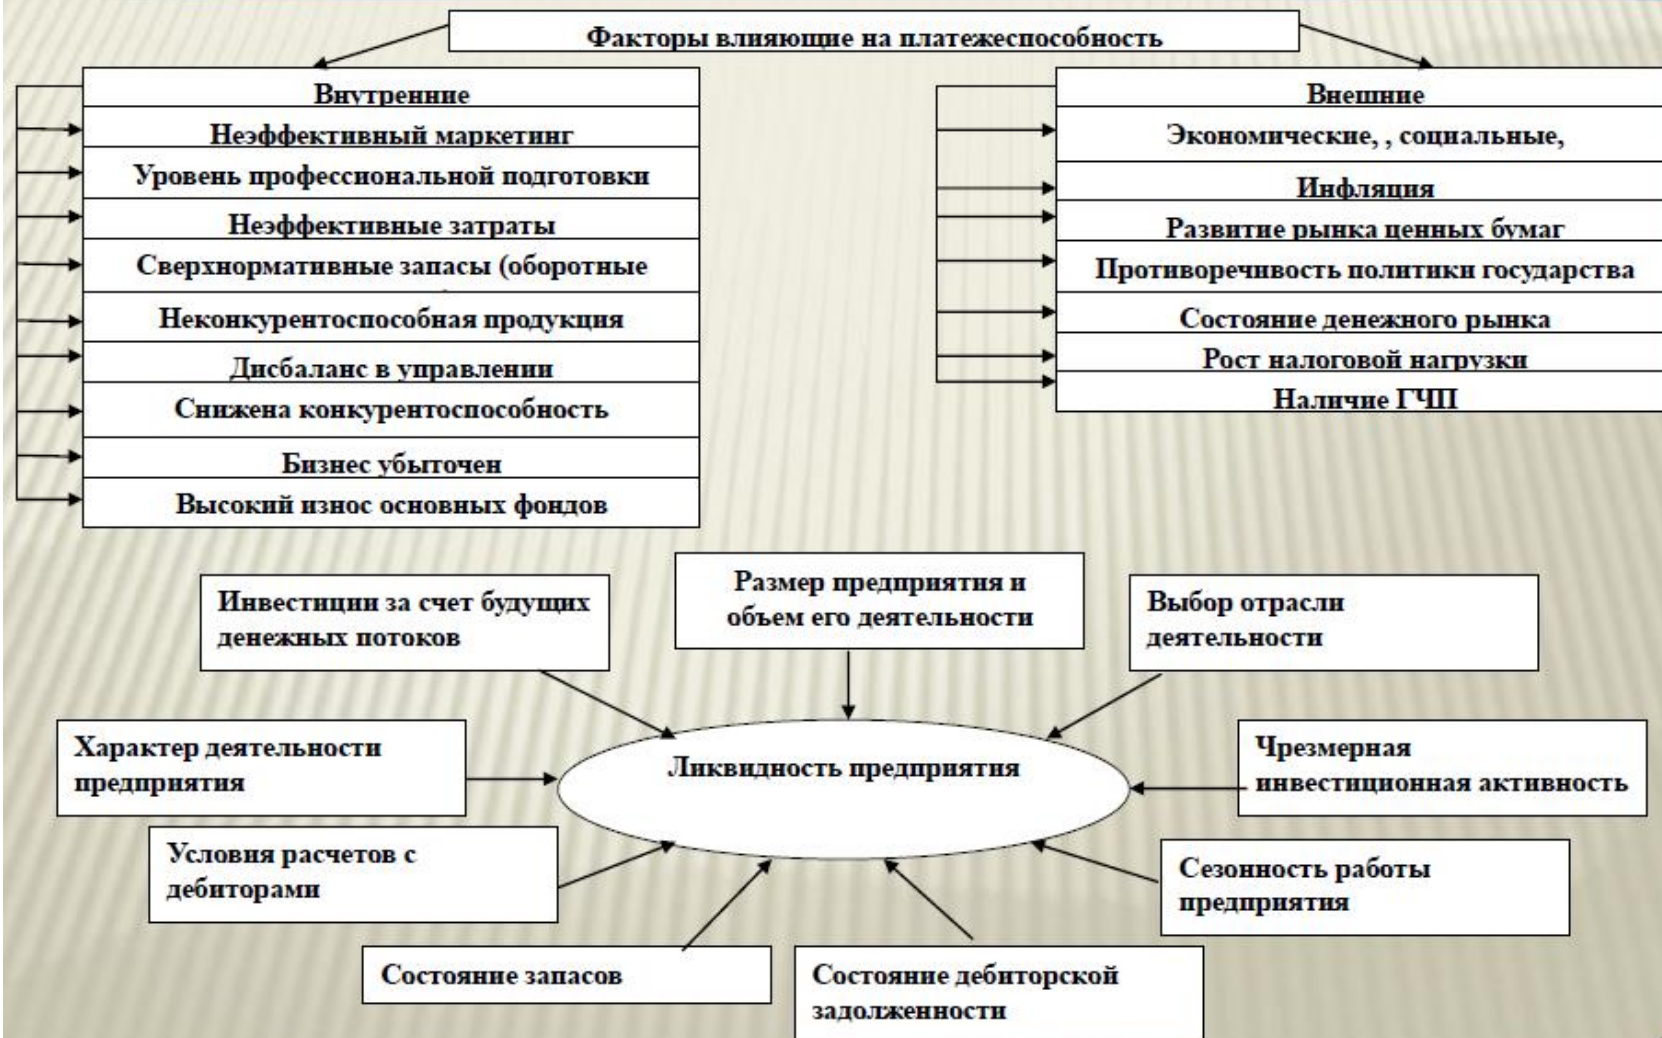 Факторы влияющие на платежеспособность
Внутренние
Неэффективный маркетинг
Уровень профессиональной подготовки
Неэффективные затраты
Сверхнормативные запасы (оборотные
Неконкурентоспособная продукция
Дисбаланс в управлении
Снижена конкурентоспособность
Бизнес убыточен
Высокий износ основных фондов
Внешние
Экономические, , социальные,
Инфляция
Развитие рынка ценных бумаг
Противоречивость политики государства
Состояние денежного рынка
Рост налоговой нагрузки
Наличие ГЧП
Инвестиции за счет будущих
денежных потоков
Размер предприятия и
объем его деятельности
Выбор отрасли
деятельности
Характер деятельности
предприятия
Ликвидность предприятия
Чрезмерная
инвестиционная активность
Условия расчетов с
дебиторами
Сезонность работы
предприятия
Состояние запасов
Состояние дебиторской
задолженности